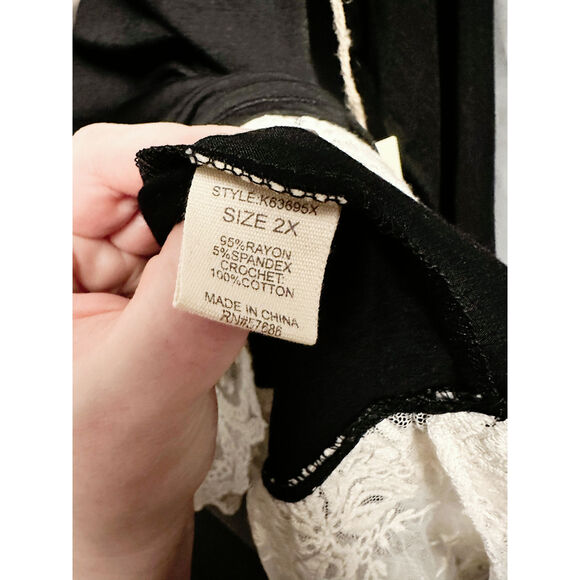 STYLE:K63695X
SIZE 2X
95%RAYON
5%SPANDEX
CROCHET:
100%COTTON
MADE IN CHINA
RN#57686